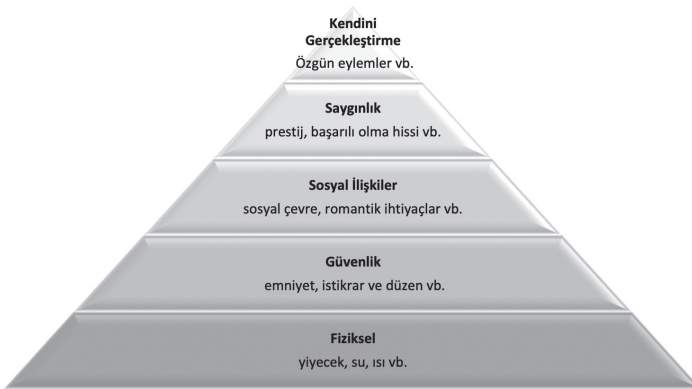 Kendini
Gerçekleştirme
Özgün eylemler vb.
Saygınlık
prestij, başarılı olma hissi vb.
Sosyal İlişkiler
sosyal çevre, romantik ihtiyaçlar vb.
Güvenlik
emniyet, istikrar ve düzen vb.
Fiziksel
yiyecek, su, ısı vb.